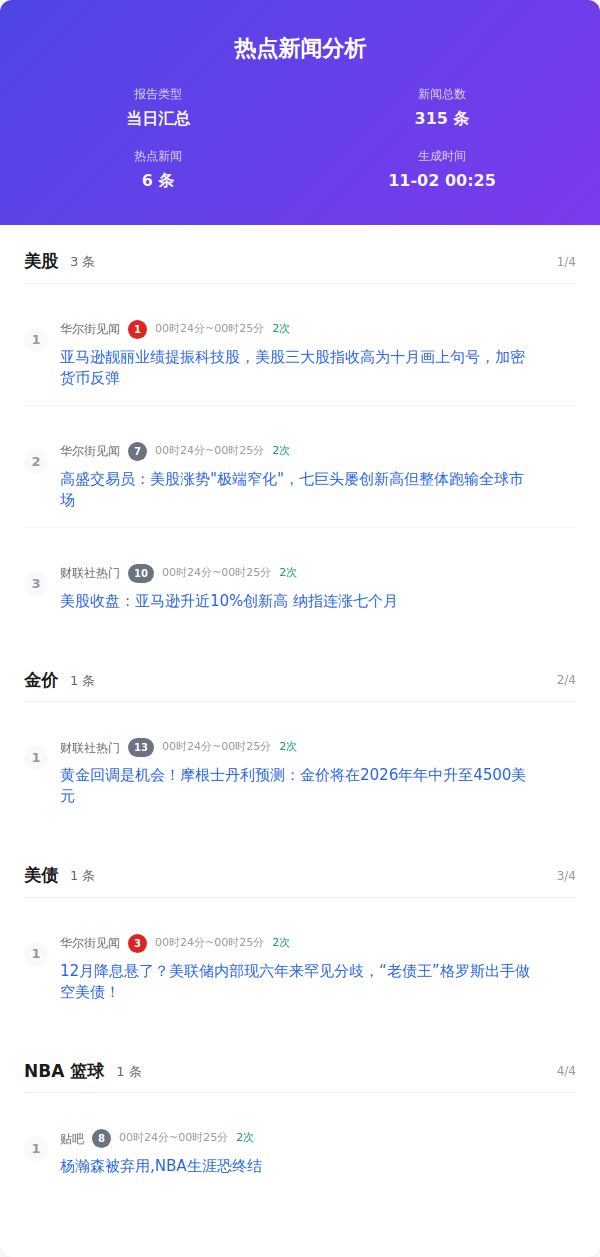 热点新闻分析
报告类型
当日汇总
新闻总数
315 条
热点新闻
6 条
生成时间
11-02 00:25
美股 3 条 1/4
1 华尔街见闻 1 00时24分~00时25分 2次
亚马逊靓丽业绩提振科技股，美股三大股指收高为十月画上句号，加密
货币反弹
2 华尔街见闻 7 00时24分~00时25分 2次
高盛交易员：美股涨势"极端窄化"，七巨头屡创新高但整体跑输全球市
场
3 财联社热门 10 00时24分~00时25分 2次
美股收盘：亚马逊升近10%创新高 纳指连涨七个月
金价 1 条 2/4
1 财联社热门 13 00时24分~00时25分 2次
黄金回调是机会！摩根士丹利预测：金价将在2026年年中升至4500美
元
美债 1 条 3/4
1 华尔街见闻 3 00时24分~00时25分 2次
12月降息悬了？美联储内部现六年来罕见分歧，“老债王”格罗斯出手做
空美债！
NBA 篮球 1 条 4/4
1 贴吧 8 00时24分~00时25分 2次
杨瀚森被弃用,NBA生涯恐终结